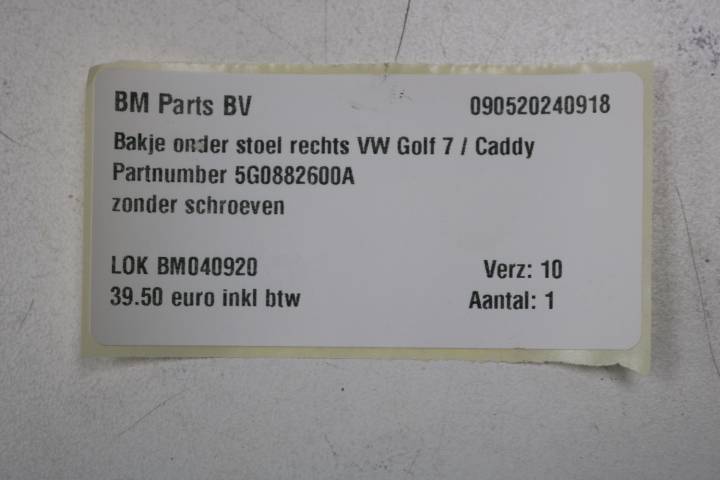 BM Parts BV 090520240918
Bakje onder stoel rechts VW Golf 7 / Caddy
Partnumber 5G0882600A
zonder schroeven
LOK BM040920 Verz: 10
39.50 euro inkl btw Aantal: 1